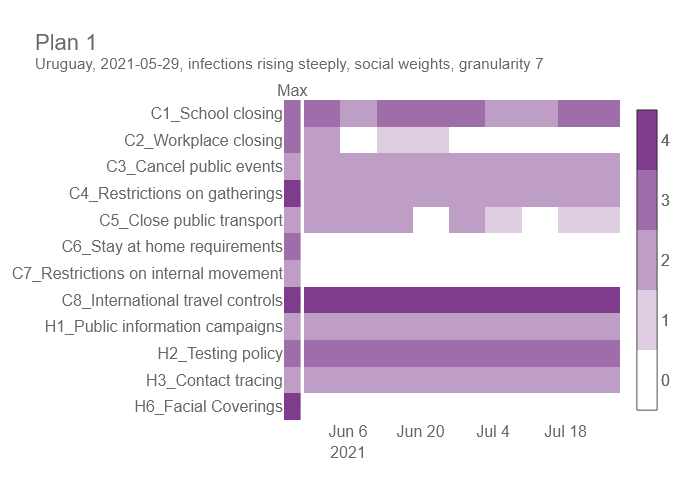 Plan 1
Uruguay, 2021-05-29, infections rising steeply, social weights, granularity 7
Max
C1_School closing
C2_Workplace closing
C3_Cancel public events
C4_Restrictions on gatherings
C5_Close public transport
C6_Stay at home requirements
C7_Restrictions on internal movement
C8_International travel controls
H1_Public information campaigns
H2_Testing policy
H3_Contact tracing
H6_Facial Coverings
4
3
2
1
0
Jun 6 Jun 20 Jul 4 Jul 18
2021